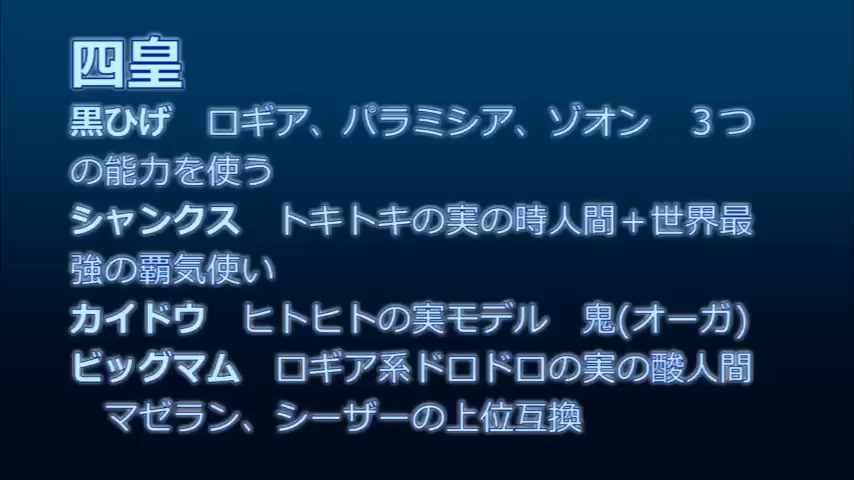 四皇
黒ひげ　ロギア、パラミシア、ゾオン　３つ
の能力を使う
シャンクス　トキトキの実の時人間＋世界最
強の覇気使い
カイドウ　ヒトヒトの実モデル　鬼(オーガ)
ビッグマム　ロギア系ドロドロの実の酸人間
　マゼラン、シーザーの上位互換